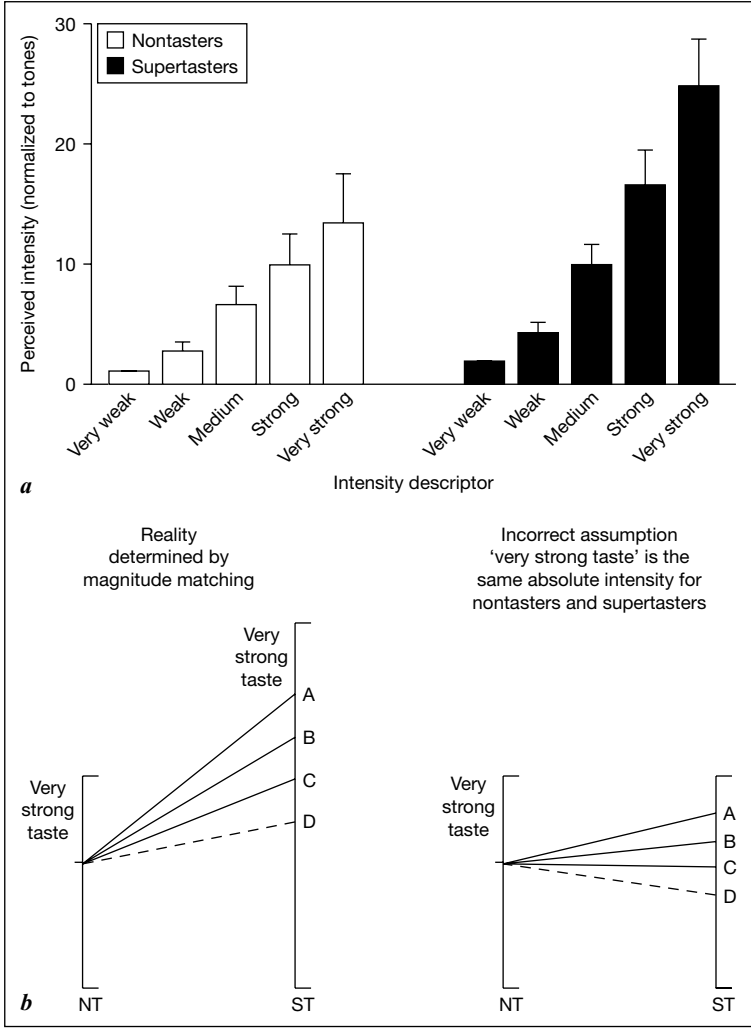 30
20
10
0
Perceived intensity (normalized to tones)
Nontasters
Supertasters
Very weak
Weak
Medium
Strong
Very strong
Very weak
Weak
Medium
Strong
Very strong
Intensity descriptor
a
Reality
determined by
magnitude matching
Very
strong
taste
Very
strong
taste
A
B
C
D
NT
ST
Incorrect assumption
‘very strong taste’ is the
same absolute intensity for
nontasters and supertasters
Very
strong
taste
A
B
C
D
NT
ST
b